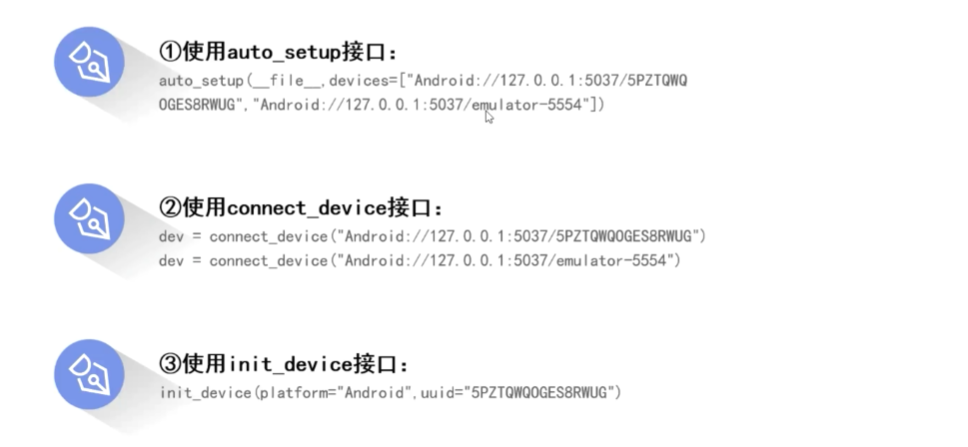 ①使用auto_setup接口：
auto_setup(__file__,devices=["Android://127.0.0.1:5037/5PZTQWQ
OGES8RWUG","Android://127.0.0.1:5037/emulator-5554"])
②使用connect_device接口：
dev = connect_device("Android://127.0.0.1:5037/5PZTQWQOGES8RWUG")
dev = connect_device("Android://127.0.0.1:5037/emulator-5554")
③使用init_device接口：
init_device(platform="Android",uuid="5PZTQWQOGES8RWUG")